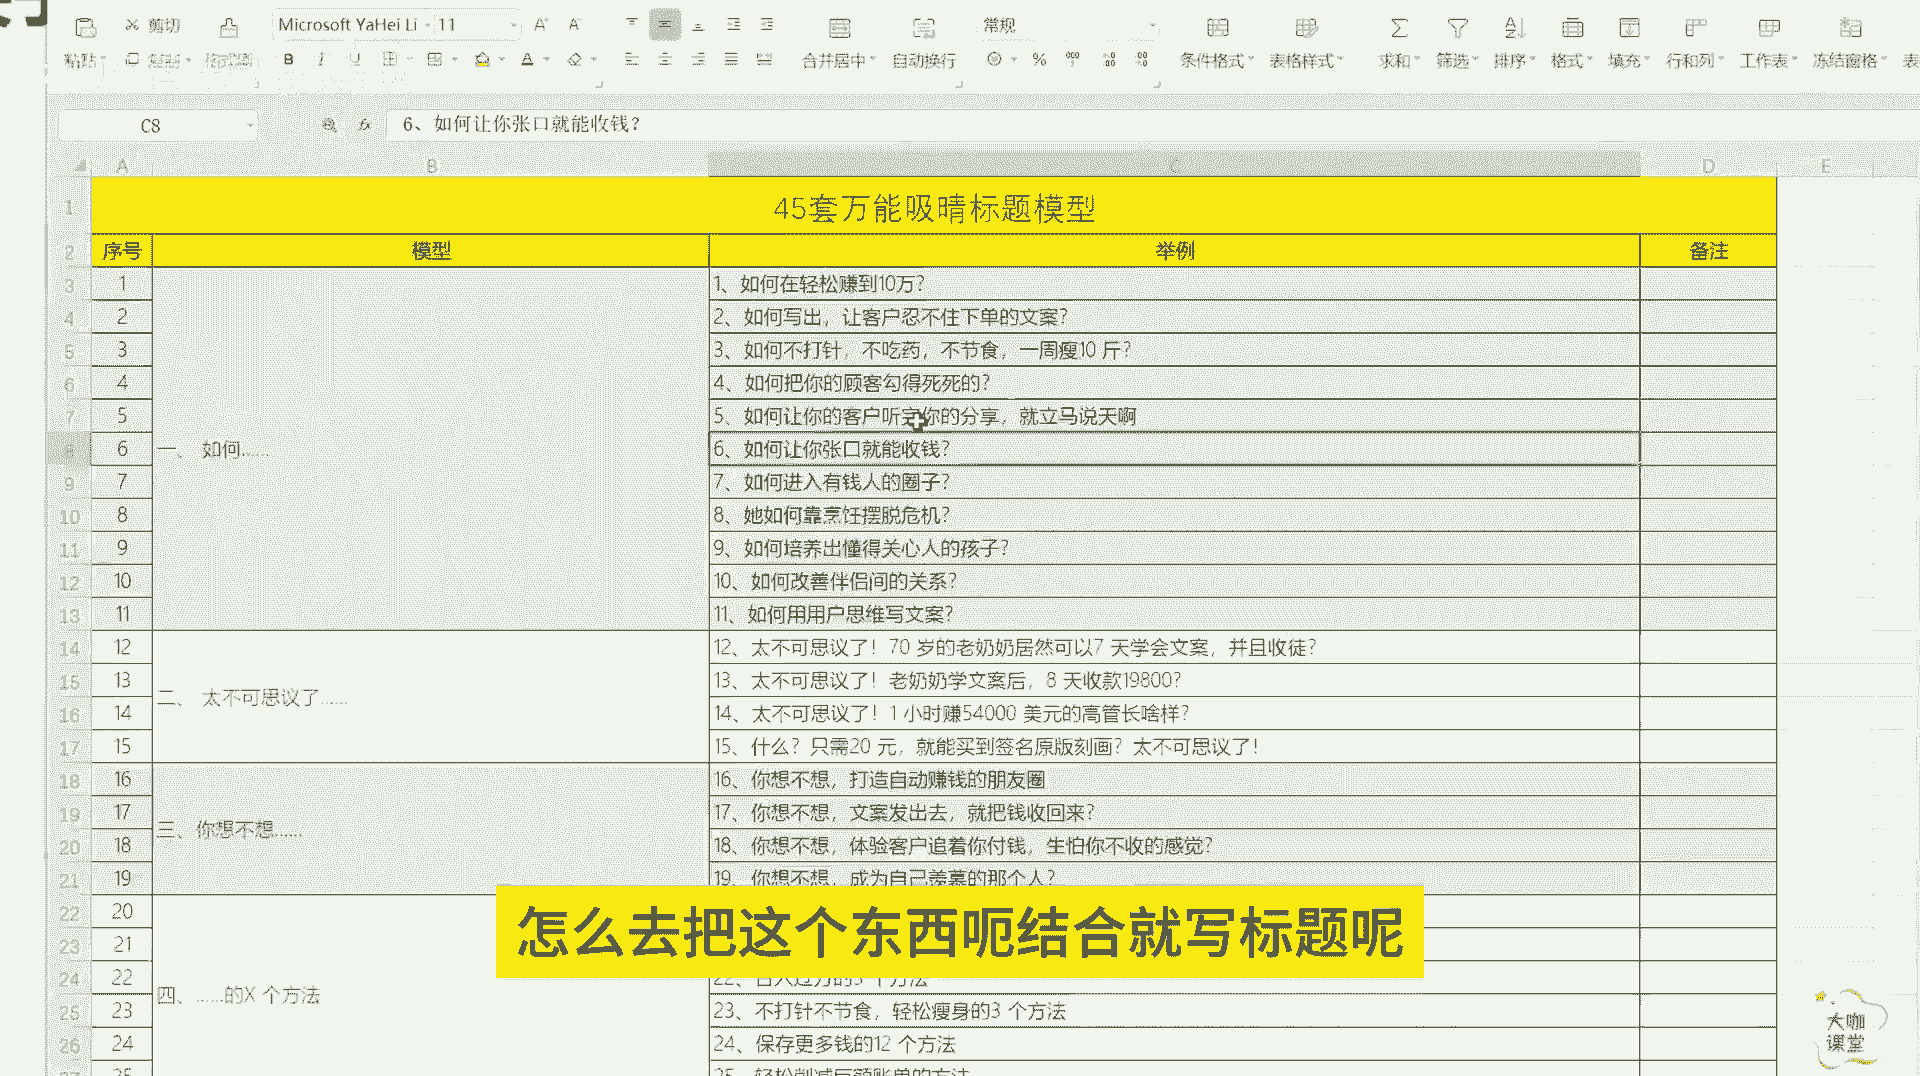 剪切 Microsoft YaHei Li 11 A+ A- 常规
粘贴 复制 格式刷 B I U A 合并居中 自动换行 % 条件格式 表格样式 求和 筛选 排序 格式 填充 行和列 工作表 冻结窗格 表
C8 fx 6、如何让你张口就能收钱?
A B C D E
1 45套万能吸睛标题模型
2 序号 模型 举例 备注
3 1 1、如何在轻松赚到10万?
4 2 2、如何写出，让客户忍不住下单的文案?
5 3 3、如何不打针，不吃药，不节食，一周瘦10 斤?
6 4 4、如何把你的顾客勾得死死的?
7 5 5、如何让你的客户听完你的分享，就立马说天啊
8 6 一、 如何...... 6、如何让你张口就能收钱?
9 7 7、如何进入有钱人的圈子?
10 8 8、她如何靠烹饪摆脱危机?
11 9 9、如何培养出懂得关心人的孩子?
12 10 10、如何改善伴侣间的关系?
13 11 11、如何用用户思维写文案?
14 12 12、太不可思议了！70 岁的老奶奶居然可以7 天学会文案，并且收徒?
15 13 13、太不可思议了！老奶奶学文案后，8 天收款19800?
二、 太不可思议了......
16 14 14、太不可思议了！1 小时赚54000 美元的高管长啥样?
17 15 15、什么？只需20 元，就能买到签名原版刻画？太不可思议了！
18 16 16、你想不想，打造自动赚钱的朋友圈
19 17 17、你想不想，文案发出去，就把钱收回来?
三、你想不想......
20 18 18、你想不想，体验客户追着你付钱，生怕你不收的感觉?
21 19 19、你想不想，成为自己羡慕的那个人?
22 20
23 21
怎么去把这个东西呃结合就写标题呢
24 22 22、日入过万的3 个方法
四、......的X 个方法
25 23 23、不打针不节食，轻松瘦身的3 个方法
26 24 24、保存更多钱的12 个方法
27 25 25、轻松削减巨额账单的方法
大咖
课堂